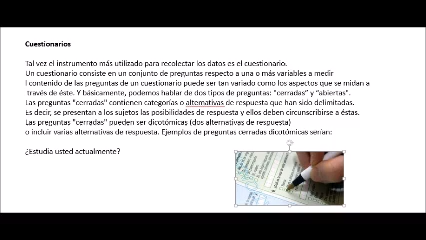 Cuestionarios
Tal vez el instrumento más utilizado para recolectar los datos es el cuestionario.
Un cuestionario consiste en un conjunto de preguntas respecto a una o más variables a medir
l contenido de las preguntas de un cuestionario puede ser tan variado como los aspectos que se midan a
través de éste. Y básicamente, podemos hablar de dos tipos de preguntas: "cerradas" y "abiertas".
Las preguntas "cerradas" contienen categorías o alternativas de respuesta que han sido delimitadas.
Es decir, se presentan a los sujetos las posibilidades de respuesta y ellos deben circunscribirse a éstas.
Las preguntas "cerradas" pueden ser dicotómicas (dos alternativas de respuesta)
o incluir varias alternativas de respuesta. Ejemplos de preguntas cerradas dicotómicas serían:
¿Estudia usted actualmente?